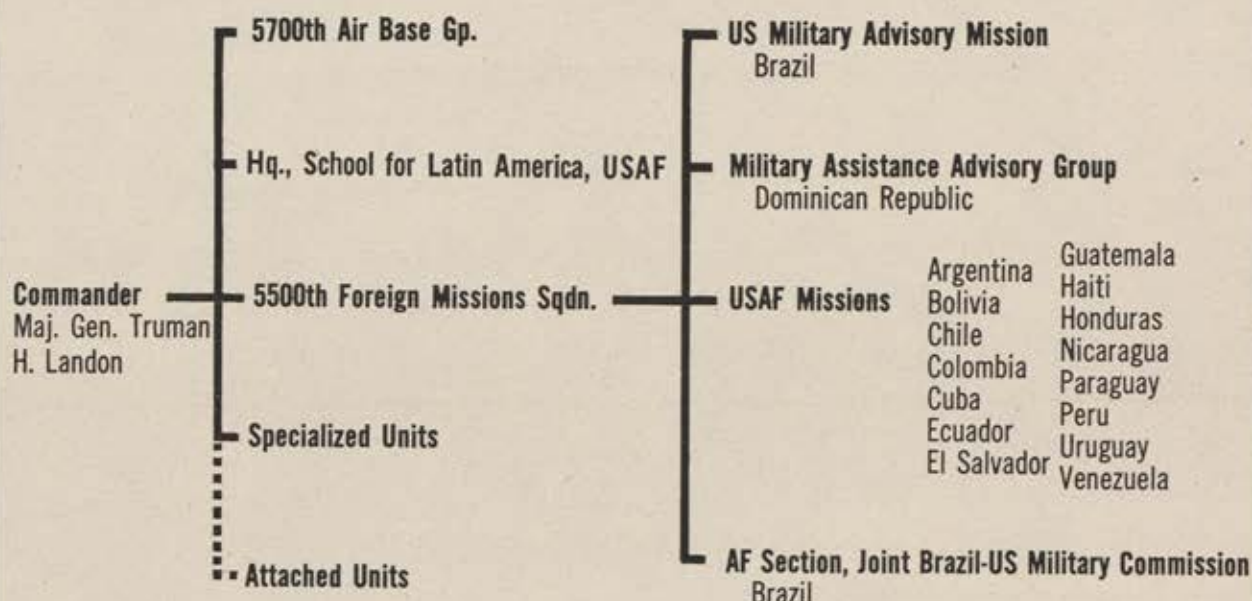 5700th Air Base Gp.
Hq., School for Latin America, USAF
Commander
Maj. Gen. Truman
H. Landon
5500th Foreign Missions Sqdn.
Specialized Units
Attached Units
US Military Advisory Mission
Brazil
Military Assistance Advisory Group
Dominican Republic
USAF Missions
Argentina
Bolivia
Chile
Colombia
Cuba
Ecuador
El Salvador
Guatemala
Haiti
Honduras
Nicaragua
Paraguay
Peru
Uruguay
Venezuela
AF Section, Joint Brazil-US Military Commission
Brazil